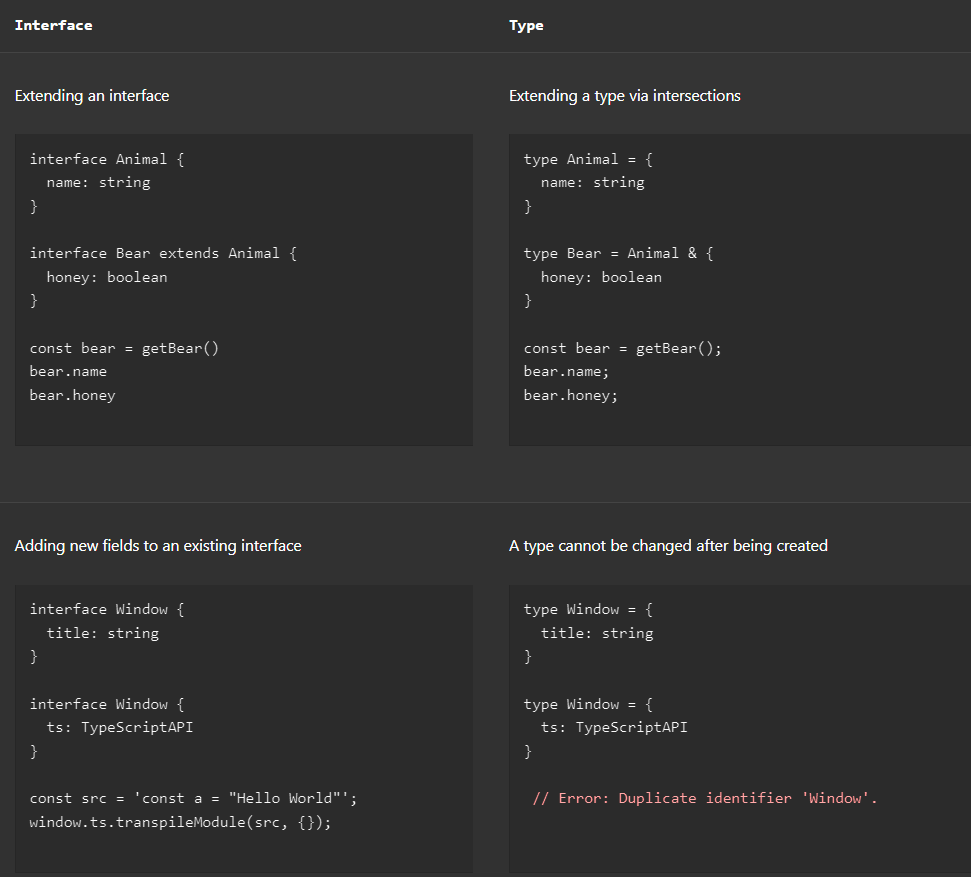 Interface
Type
Extending an interface
interface Animal {
  name: string
}
interface Bear extends Animal {
  honey: boolean
}
const bear = getBear()
bear.name
bear.honey
Extending a type via intersections
type Animal = {
  name: string
}
type Bear = Animal & {
  honey: boolean
}
const bear = getBear();
bear.name;
bear.honey;
Adding new fields to an existing interface
interface Window {
  title: string
}
interface Window {
  ts: TypeScriptAPI
}
const src = 'const a = "Hello World"';
window.ts.transpileModule(src, {});
A type cannot be changed after being created
type Window = {
  title: string
}
type Window = {
  ts: TypeScriptAPI
}
// Error: Duplicate identifier 'Window'.